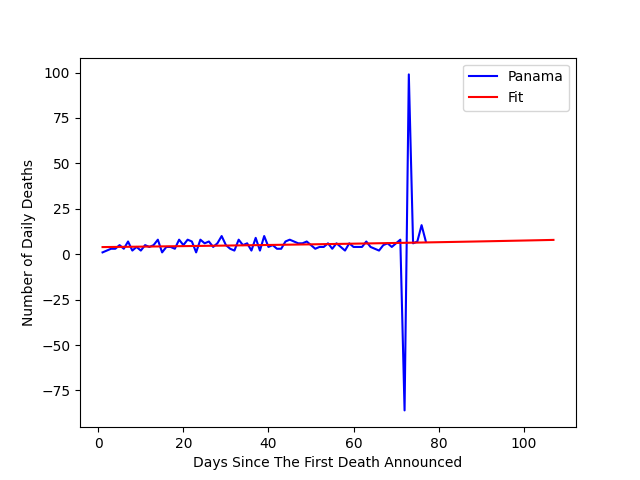 Panama
Fit
100
75
50
25
0
−25
−50
−75
Number of Daily Deaths
0 20 40 60 80 100
Days Since The First Death Announced